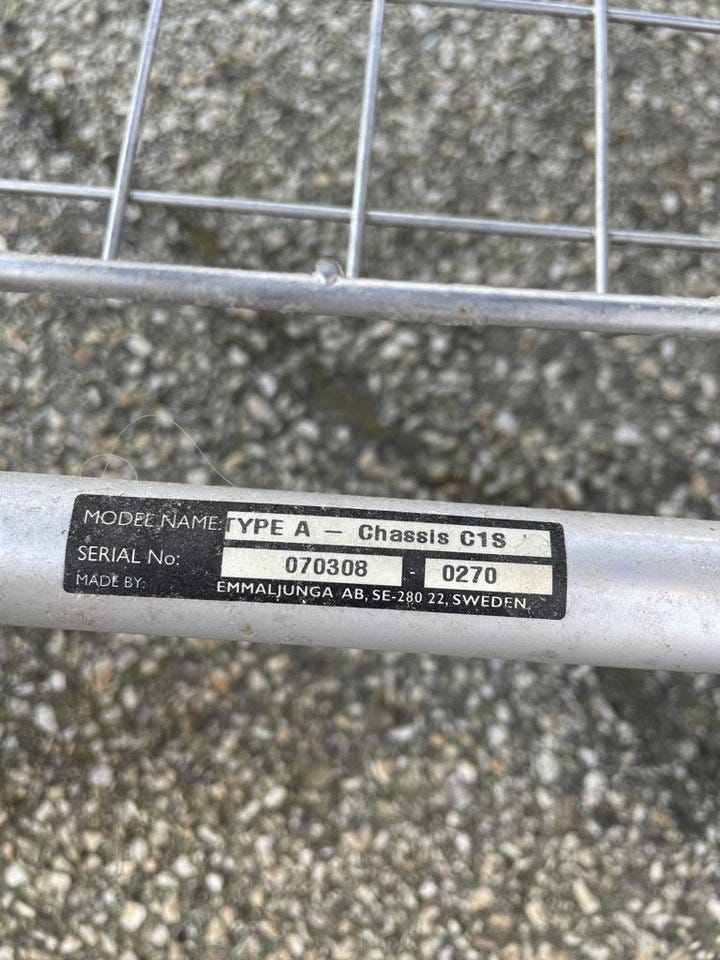 MODEL NAME: TYPE A – Chassis C1S
SERIAL No: 070308 - 0270
MADE BY: EMMALJUNGA AB, SE-280 22, SWEDEN.